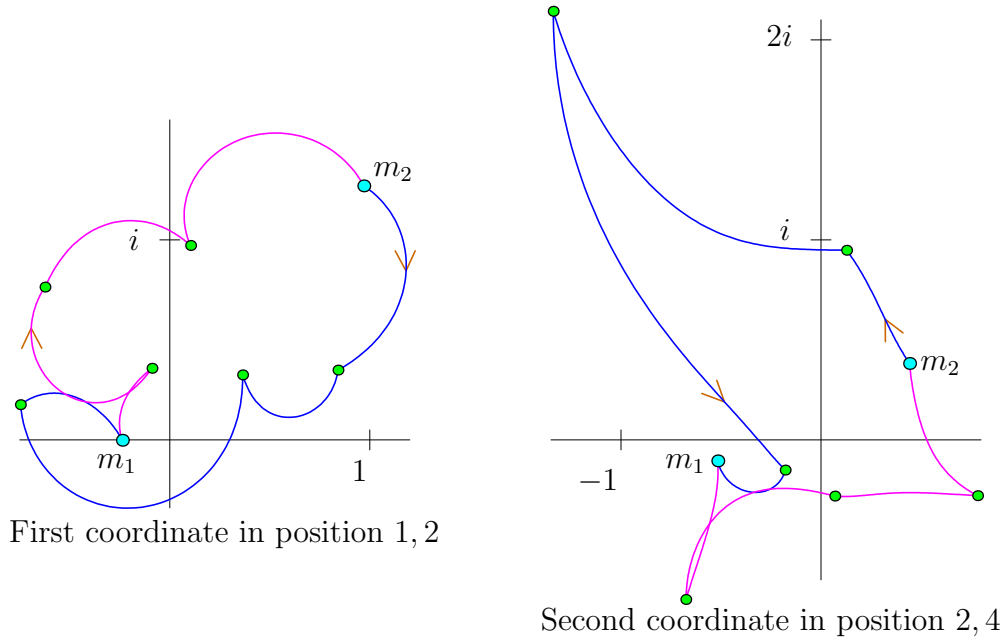 m₂
i
m₁
1
First coordinate in position 1, 2
2i
i
m₂
m₁
−1
Second coordinate in position 2, 4